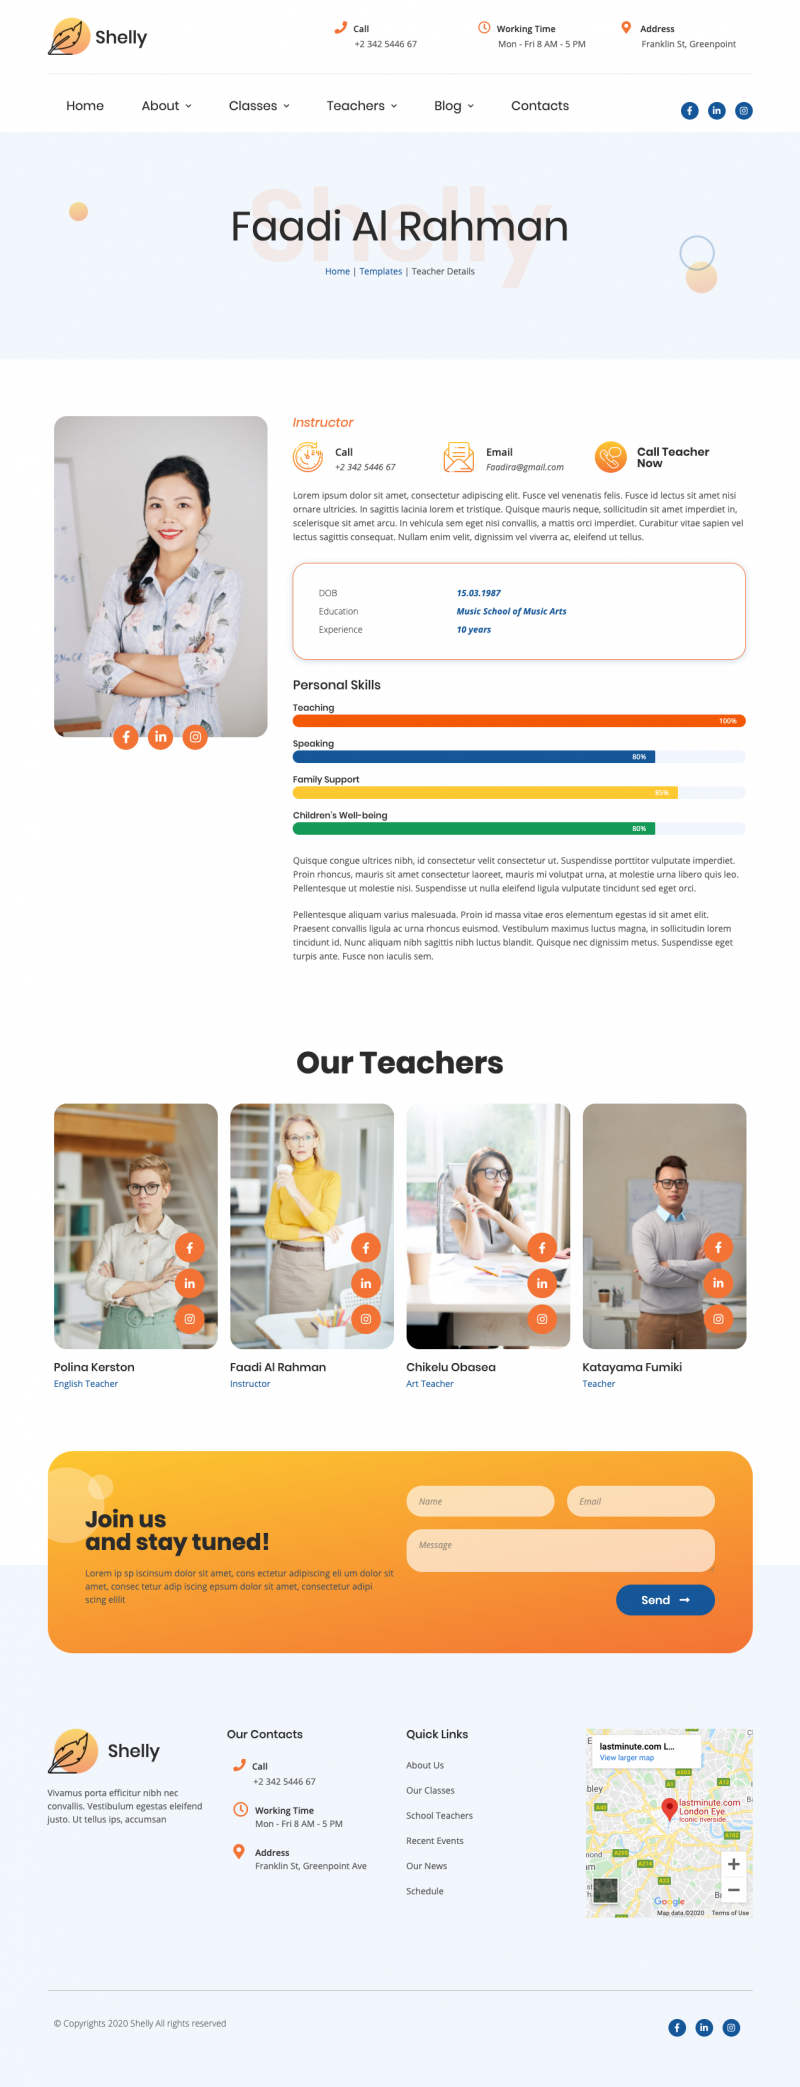 Shelly
Call
+2 342 5446 67
Working Time
Mon - Fri 8 AM - 5 PM
Address
Franklin St, Greenpoint
Home
About
Classes
Teachers
Blog
Contacts
Shelly
Faadi Al Rahman
Home | Templates | Teacher Details
Instructor
24h
Call
+2 342 5446 67
Email
Faadira@gmail.com
Call Teacher
Now
Lorem ipsum dolor sit amet, consectetur adipiscing elit. Fusce vel venenatis felis. Fusce id lectus sit amet nisi
ornare ultricies. In sagittis lacinia lorem et tristique. Quisque mauris neque, sollicitudin sit amet imperdiet in,
scelerisque sit amet arcu. In vehicula sem eget nisi convallis, a mattis orci imperdiet. Curabitur vitae sapien vel
lectus sagittis consequat. Nullam enim velit, dignissim vel viverra ac, eleifend ut tellus.
DOB
15.03.1987
Education
Music School of Music Arts
Experience
10 years
Personal Skills
Teaching
100%
Speaking
80%
Family Support
85%
Children's Well-being
80%
Quisque congue ultrices nibh, id consectetur velit consectetur ut. Suspendisse porttitor vulputate imperdiet.
Proin rhoncus, mauris sit amet consectetur laoreet, mauris mi volutpat urna, at molestie urna libero quis leo.
Pellentesque ut molestie nisi. Suspendisse ut nulla eleifend ligula vulputate tincidunt sed eget orci.
Pellentesque aliquam varius malesuada. Proin id massa vitae eros elementum egestas id sit amet elit.
Praesent convallis ligula ac urna rhoncus euismod. Vestibulum maximus luctus magna, in sollicitudin lorem
tincidunt id. Nunc aliquam nibh sagittis nibh luctus blandit. Quisque nec dignissim metus. Suspendisse eget
turpis ante. Fusce non iaculis sem.
Our Teachers
Polina Kerston
English Teacher
Faadi Al Rahman
Instructor
Chikelu Obasea
Art Teacher
Katayama Fumiki
Teacher
Join us
and stay tuned!
Lorem ip sp iscinsum dolor sit amet, cons ectetur adipiscing eli um dolor sit
amet, consec tetur adip iscing epsum dolor sit amet, consectetur adipi
scing elilit
Name
Email
Message
Send
Shelly
Vivamus porta efficitur nibh nec
convallis. Vestibulum egestas eleifend
justo. Ut tellus ips, accumsan
Our Contacts
Call
+2 342 5446 67
Working Time
Mon - Fri 8 AM - 5 PM
Address
Franklin St, Greenpoint Ave
Quick Links
About Us
Our Classes
School Teachers
Recent Events
Our News
Schedule
lastminute.com L...
View larger map
A1
A13
A40
lastminute.com
London Eye
Iconic riverside...
A102
A205
A214
A23
Google
Map data ©2020
Terms of Use
© Copyrights 2020 Shelly All rights reserved